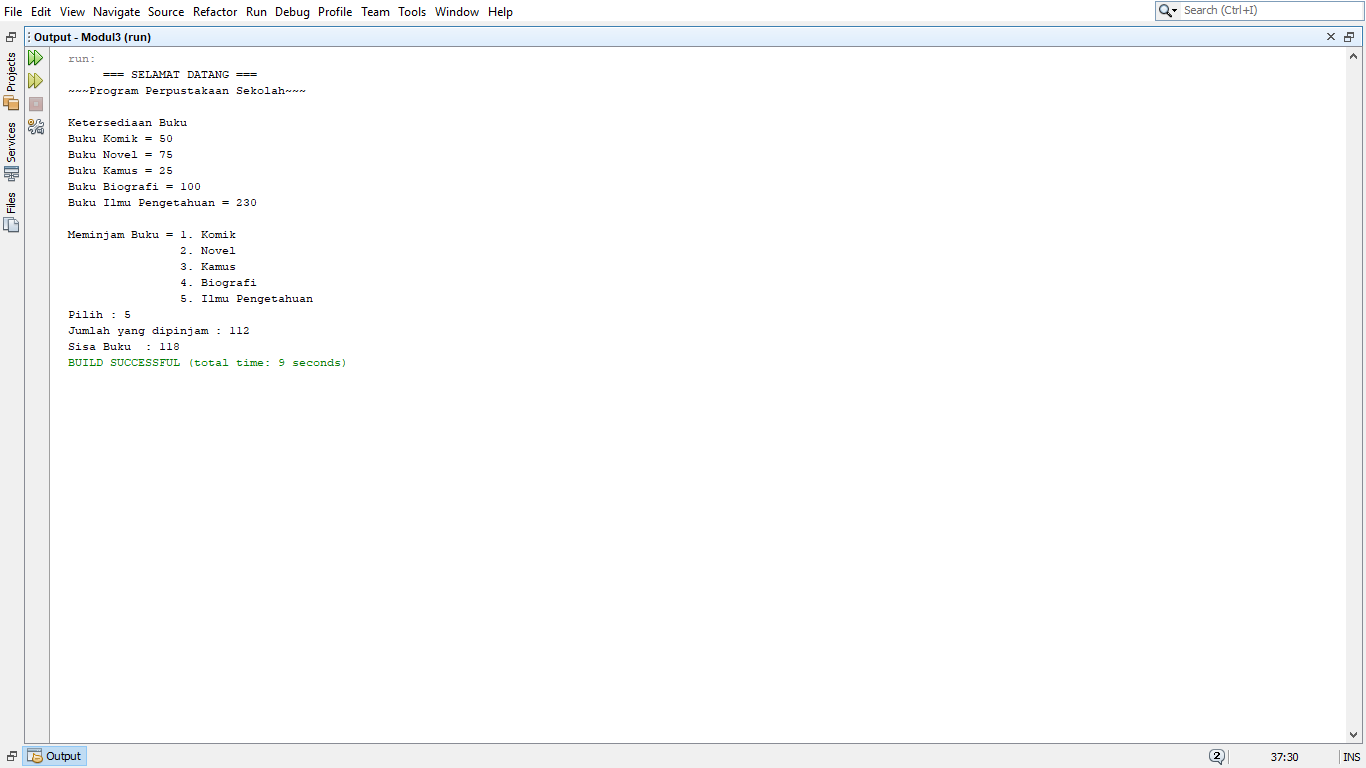 File Edit View Navigate Source Refactor Run Debug Profile Team Tools Window Help
Search (Ctrl+I)
Output - Modul3 (run)
Projects
Services
Files
run:
=== SELAMAT DATANG ===
~~~Program Perpustakaan Sekolah~~~
Ketersediaan Buku
Buku Komik = 50
Buku Novel = 75
Buku Kamus = 25
Buku Biografi = 100
Buku Ilmu Pengetahuan = 230
Meminjam Buku = 1. Komik
2. Novel
3. Kamus
4. Biografi
5. Ilmu Pengetahuan
Pilih : 5
Jumlah yang dipinjam : 112
Sisa Buku  : 118
BUILD SUCCESSFUL (total time: 9 seconds)
Output
2
37:30
INS